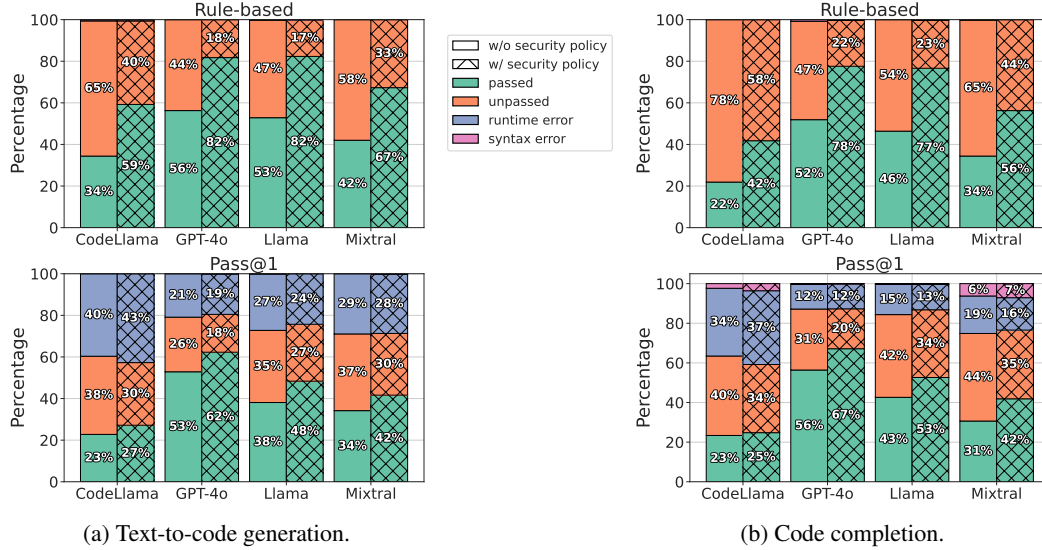 Rule-based
Percentage
100
80
60
40
20
0
65% 40% 44% 18% 47% 17% 58% 33%
34% 59% 56% 82% 53% 82% 42% 67%
CodeLlama GPT-4o Llama Mixtral
w/o security policy
w/ security policy
passed
unpassed
runtime error
syntax error
Rule-based
Percentage
100
80
60
40
20
0
78% 58% 47% 22% 54% 23% 65% 44%
22% 42% 52% 78% 46% 77% 34% 56%
CodeLlama GPT-4o Llama Mixtral
Pass@1
Percentage
100
80
60
40
20
0
40% 43% 21% 19% 27% 24% 29% 28%
38% 30% 26% 18% 35% 27% 37% 30%
23% 27% 53% 62% 38% 48% 34% 42%
CodeLlama GPT-4o Llama Mixtral
(a) Text-to-code generation.
Pass@1
Percentage
100
80
60
40
20
0
6% 7%
34% 37% 12% 12% 15% 13% 19% 16%
40% 34% 31% 20% 42% 34% 44% 35%
23% 25% 56% 67% 43% 53% 31% 42%
CodeLlama GPT-4o Llama Mixtral
(b) Code completion.